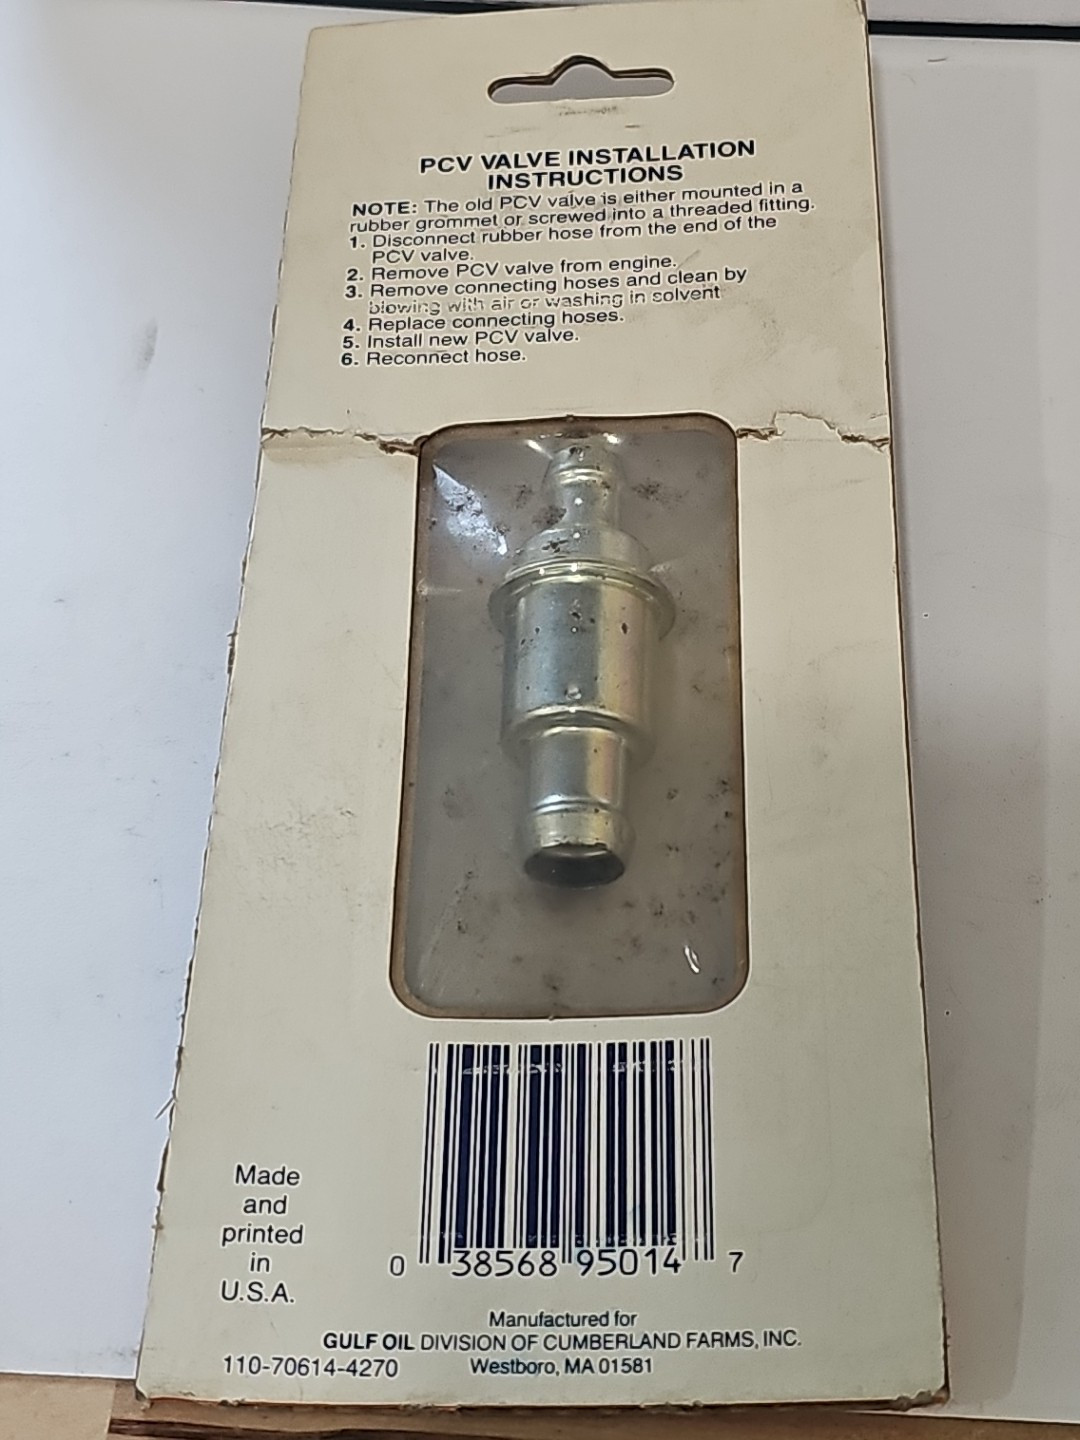 PCV VALVE INSTALLATION
INSTRUCTIONS
NOTE: The old PCV valve is either mounted in a
rubber grommet or screwed into a threaded fitting.
1. Disconnect rubber hose from the end of the
PCV valve.
2. Remove PCV valve from engine.
3. Remove connecting hoses and clean by
blowing with air or washing in solvent
4. Replace connecting hoses.
5. Install new PCV valve.
6. Reconnect hose.
Made
and
printed
in
U.S.A.
0 38568 95014 7
Manufactured for
GULF OIL DIVISION OF CUMBERLAND FARMS, INC.
110-70614-4270 Westboro, MA 01581